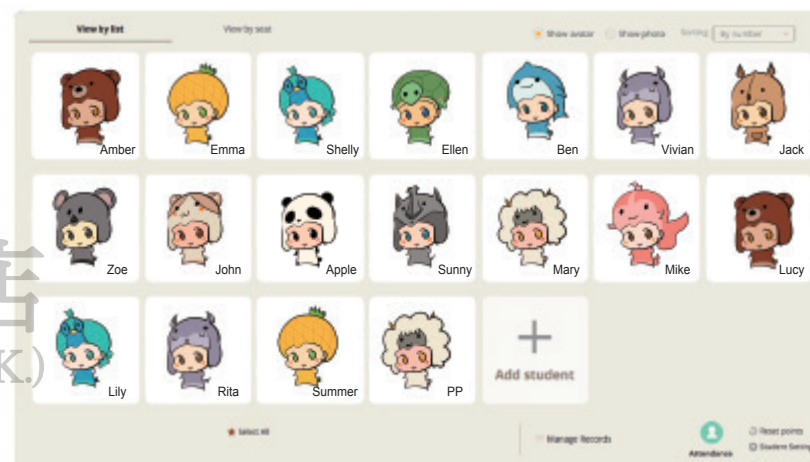 View by list View by seat Show avatar Show photo Sorting By number
Amber Emma Shelly Ellen Ben Vivian Jack
Zoe John Apple Sunny Mary Mike Lucy
店
Lily Rita Summer PP Add student
K.)
Select All Manage Records Attendance Reset points
Student Setting